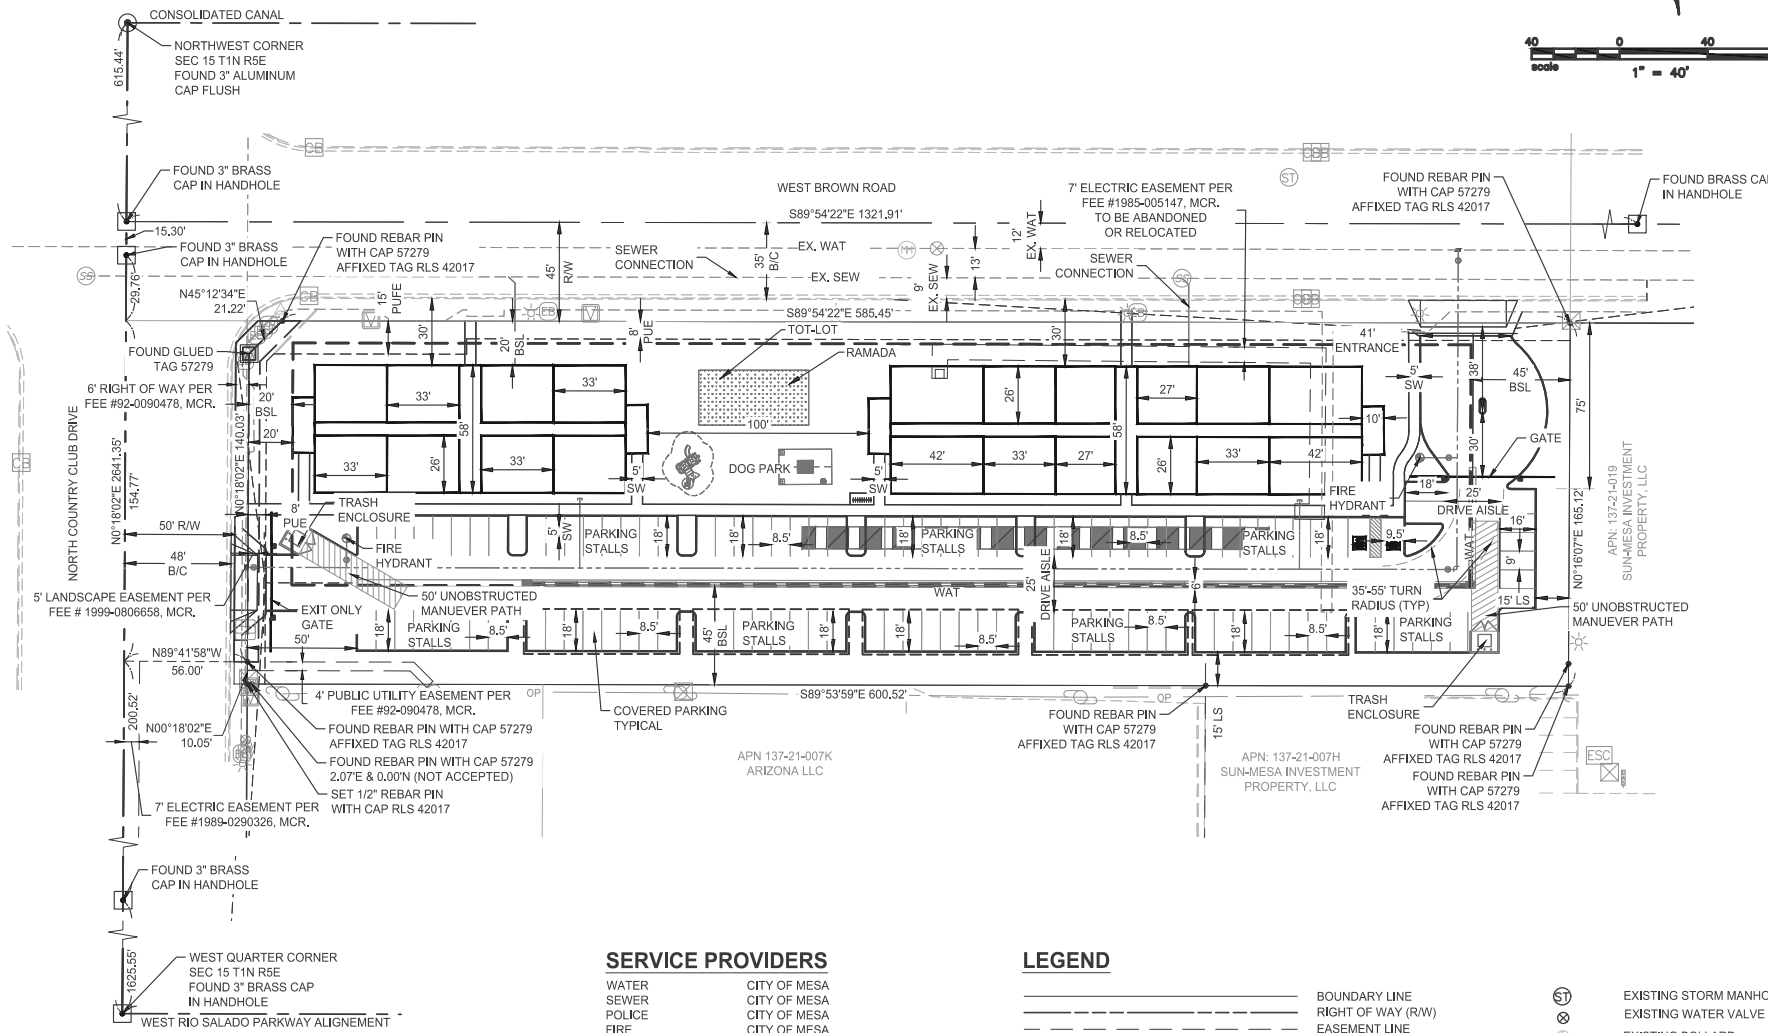 CONSOLIDATED CANAL
NORTHWEST CORNER
SEC 15 T1N R5E
FOUND 3" ALUMINUM
CAP FLUSH
615.44'
40
0
40
scale
1" = 40'
CB
CB
FOUND 3" BRASS
CAP IN HANDHOLE
15.30'
FOUND 3" BRASS
CAP IN HANDHOLE
SS
29.76'
N45°12'34"E
21.22'
FOUND REBAR PIN
WITH CAP 57279
AFFIXED TAG RLS 42017
CB
WEST BROWN ROAD
S89°54'22"E 1321.91'
SEWER
CONNECTION
EX. WAT
EX. SEW
45'
R/W
35'
B/C
MH
9'
EX. SEW
13'
12'
EX. WAT
7' ELECTRIC EASEMENT PER
FEE #1985-005147, MCR.
TO BE ABANDONED
OR RELOCATED
ST
SEWER
CONNECTION
SS
FOUND REBAR PIN
WITH CAP 57279
AFFIXED TAG RLS 42017
FOUND BRASS CAP
IN HANDHOLE
FOUND GLUED
TAG 57279
6' RIGHT OF WAY PER
FEE #92-0090478, MCR.
20'
BSL
20'
15'
PUFE
30'
20'
BSL
EB
V
V
8'
PUE
S89°54'22"E 585.45'
TOT-LOT
RAMADA
30'
41'
ENTRANCE
5'
SW
38'
45'
BSL
75'
NORTH COUNTRY CLUB DRIVE
N0°18'02"E 2641.35'
154.77'
N0°18'02"E 140.03'
33'
33'
58'
33'
26'
33'
100'
26'
27'
58'
10'
30'
GATE
CB
DOG PARK
5'
SW
5'
SW
42'
33'
27'
26'
33'
42'
FIRE
HYDRANT
18'
25'
DRIVE AISLE
APN: 137-21-019
SUN-MESA INVESTMENT
PROPERTY, LLC
N0°16'07"E 165.12'
50' R/W
48'
B/C
8'
PUE
TRASH
ENCLOSURE
FIRE
HYDRANT
5'
SW
PARKING
STALLS
18'
18'
8.5'
18'
PARKING
STALLS
18'
8.5'
PARKING
STALLS
18'
9.5'
WAT
16'
9'
15' LS
5' LANDSCAPE EASEMENT PER
FEE # 1999-0806658, MCR.
EXIT ONLY
GATE
50'
50' UNOBSTRUCTED
MANUEVER PATH
WAT
25'
DRIVE AISLE
6'
35'-55' TURN
RADIUS (TYP)
50' UNOBSTRUCTED
MANUEVER PATH
18'
PARKING
STALLS
8.5'
18'
8.5'
45'
BSL
PARKING
STALLS
18'
18'
8.5'
PARKING
STALLS
8.5'
18'
8.5'
18'
PARKING
STALLS
N89°41'58"W
56.00'
200.52'
N00°18'02"E
10.05'
4' PUBLIC UTILITY EASEMENT PER
FEE #92-090478, MCR.
FOUND REBAR PIN WITH CAP 57279
AFFIXED TAG RLS 42017
FOUND REBAR PIN WITH CAP 57279
2.07'E & 0.00'N (NOT ACCEPTED)
SET 1/2" REBAR PIN
WITH CAP RLS 42017
7' ELECTRIC EASEMENT PER
FEE #1989-0290326, MCR.
OP
COVERED PARKING
TYPICAL
S89°53'59"E 600.52'
OP
APN 137-21-007K
ARIZONA LLC
FOUND REBAR PIN
WITH CAP 57279
AFFIXED TAG RLS 42017
15' LS
APN: 137-21-007H
SUN-MESA INVESTMENT
PROPERTY, LLC
TRASH
ENCLOSURE
FOUND REBAR PIN
WITH CAP 57279
AFFIXED TAG RLS 42017
FOUND REBAR PIN
WITH CAP 57279
AFFIXED TAG RLS 42017
ESC
FOUND 3" BRASS
CAP IN HANDHOLE
1625.55'
WEST QUARTER CORNER
SEC 15 T1N R5E
FOUND 3" BRASS CAP
IN HANDHOLE
WEST RIO SALADO PARKWAY ALIGNEMENT
SERVICE PROVIDERS
WATER CITY OF MESA
SEWER CITY OF MESA
POLICE CITY OF MESA
FIRE CITY OF MESA
LEGEND
BOUNDARY LINE
RIGHT OF WAY (R/W)
EASEMENT LINE
ST EXISTING STORM MANHO
EXISTING WATER VALVE
EXISTING BOLLARD